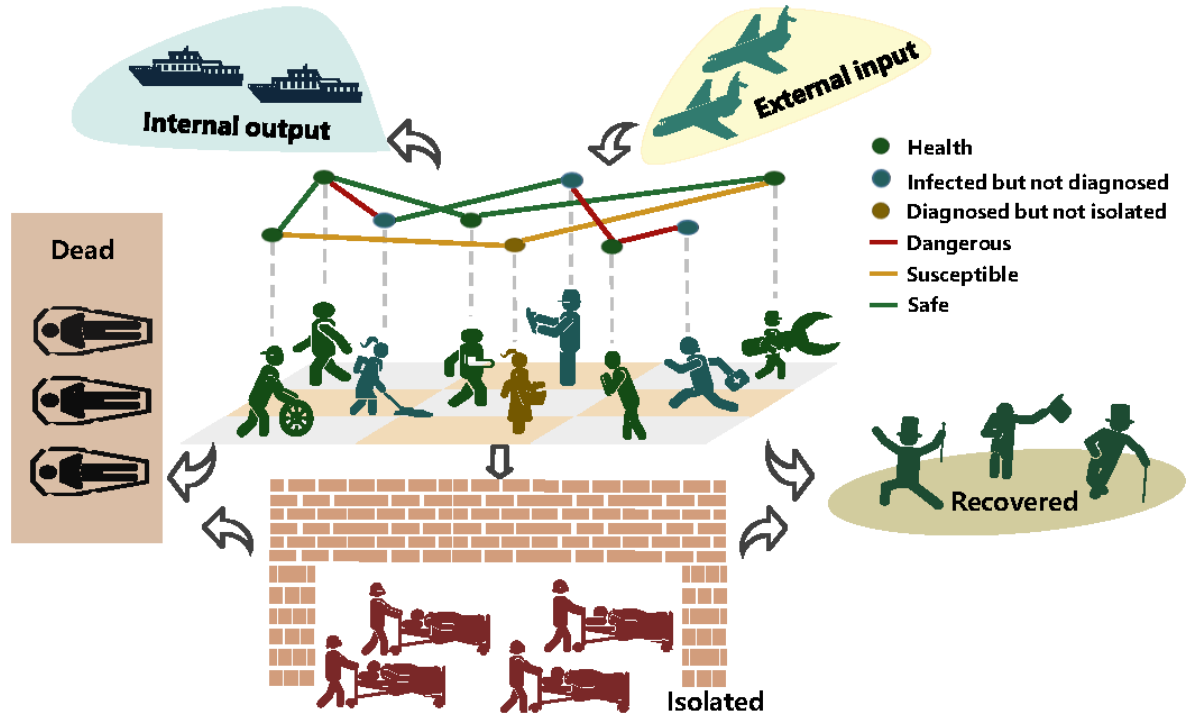 Internal output
External input
Health
Infected but not diagnosed
Diagnosed but not isolated
Dangerous
Susceptible
Safe
Dead
Recovered
Isolated